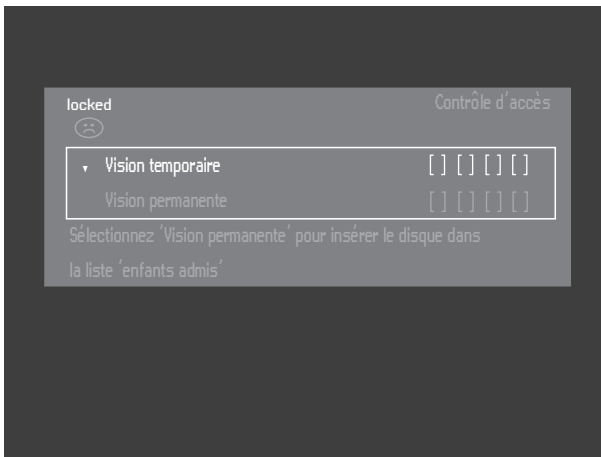 locked
Contrôle d'accès
Vision temporaire [ ] [ ] [ ] [ ]
Vision permanente [ ] [ ] [ ] [ ]
Sélectionnez 'Vision permanente' pour insérer le disque dans
la liste 'enfants admis'